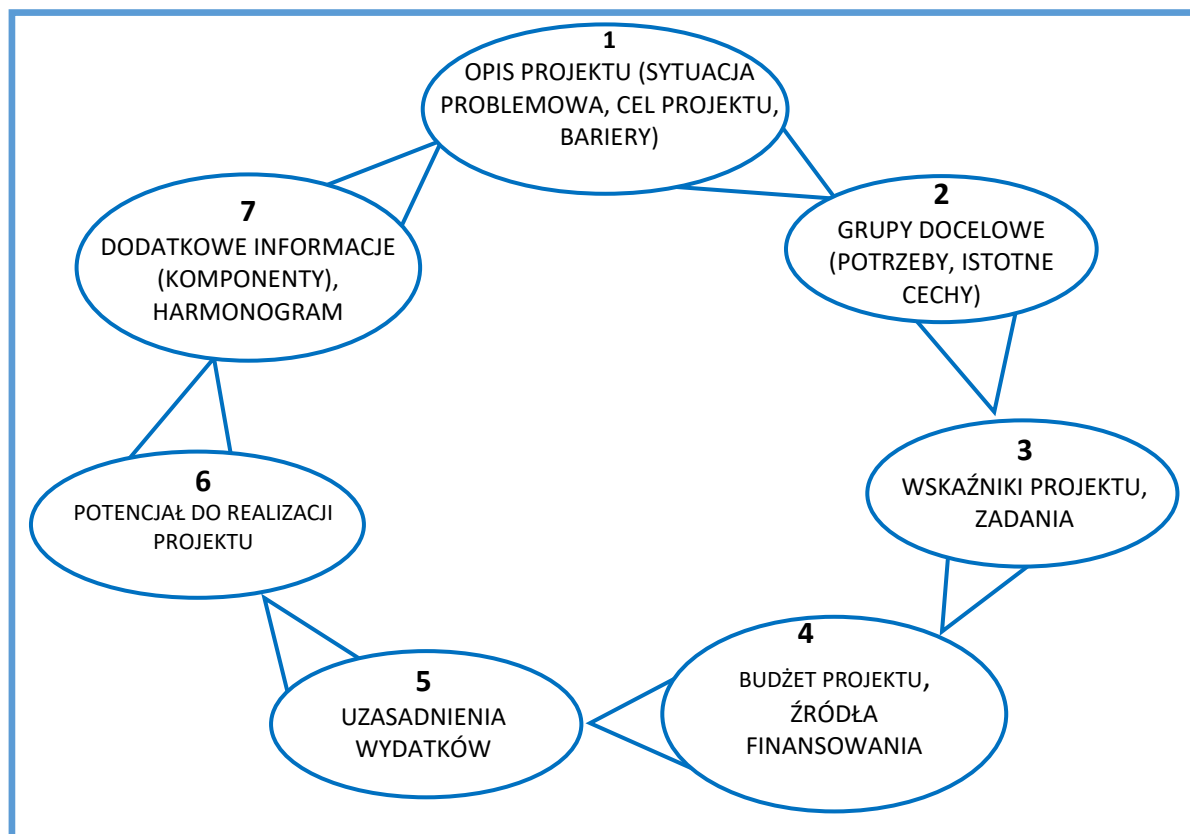 1
OPIS PROJEKTU (SYTUACJA
PROBLEMOWA, CEL PROJEKTU,
BARIERY)
2
GRUPY DOCELOWE
(POTRZEBY, ISTOTNE
CECHY)
3
WSKAŹNIKI PROJEKTU,
ZADANIA
4
BUDŻET PROJEKTU,
ŹRÓDŁA
FINANSOWANIA
5
UZASADNIENIA
WYDATKÓW
6
POTENCJAŁ DO REALIZACJI
PROJEKTU
7
DODATKOWE INFORMACJE
(KOMPONENTY),
HARMONOGRAM